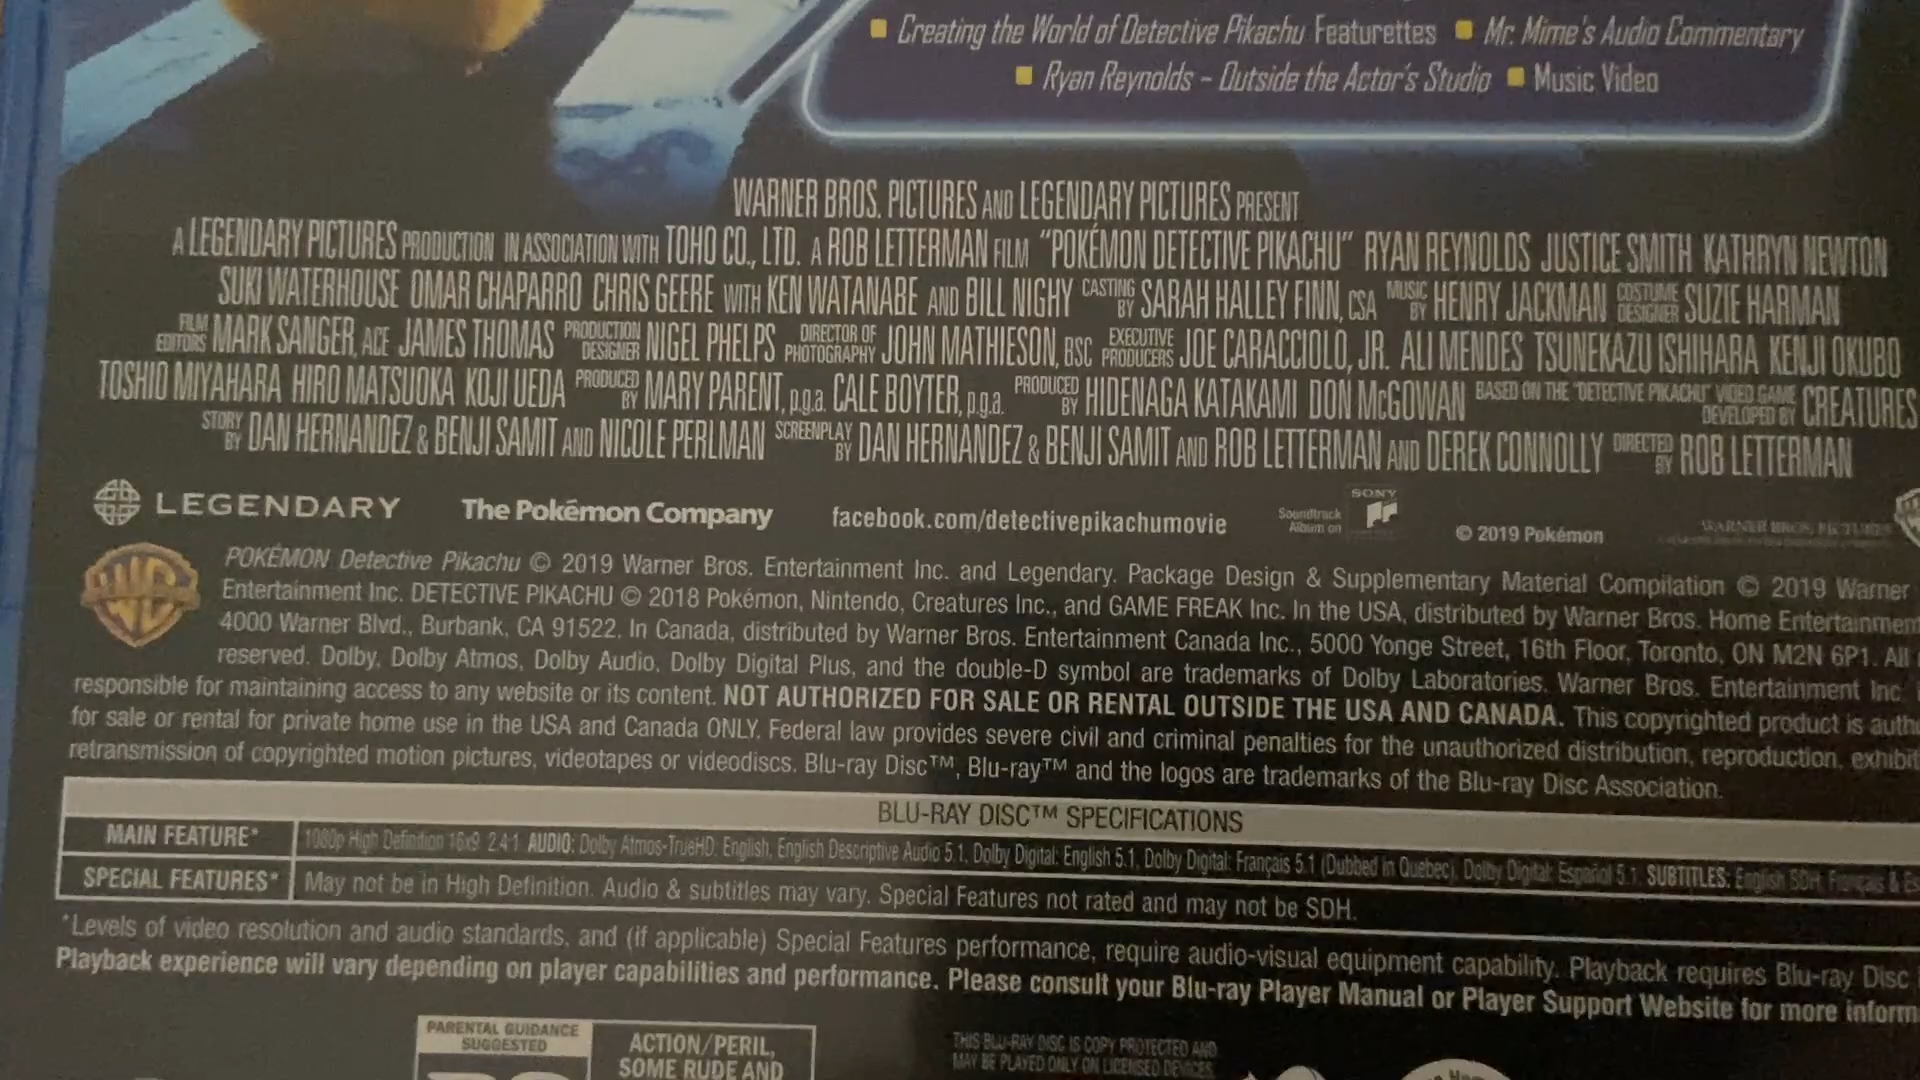 Creating the World of Detective Pikachu Featurettes Mr. Mime's Audio Commentary
Ryan Reynolds – Outside the Actor's Studio Music Video
WARNER BROS. PICTURES AND LEGENDARY PICTURES PRESENT
A LEGENDARY PICTURES PRODUCTION IN ASSOCIATION WITH TOHO CO., LTD. A ROB LETTERMAN FILM "POKÉMON DETECTIVE PIKACHU" RYAN REYNOLDS JUSTICE SMITH KATHRYN NEWTON
SUKI WATERHOUSE OMAR CHAPARRO CHRIS GEERE WITH KEN WATANABE AND BILL NIGHY CASTING BY SARAH HALLEY FINN, CSA MUSIC BY HENRY JACKMAN COSTUME DESIGNER SUZIE HARMAN
FILM EDITORS MARK SANGER, ACE JAMES THOMAS PRODUCTION DESIGNER NIGEL PHELPS DIRECTOR OF PHOTOGRAPHY JOHN MATHIESON, BSC EXECUTIVE PRODUCERS JOE CARACCIOLO, JR. ALI MENDES TSUNEKAZU ISHIHARA KENJI OKUBO
TOSHIO MIYAHARA HIRO MATSUOKA KOJI UEDA PRODUCED BY MARY PARENT, p.g.a. CALE BOYTER, p.g.a. PRODUCED BY HIDENAGA KATAKAMI DON McGOWAN BASED ON THE "DETECTIVE PIKACHU" VIDEO GAME DEVELOPED BY CREATURES
STORY BY DAN HERNANDEZ & BENJI SAMIT AND NICOLE PERLMAN SCREENPLAY BY DAN HERNANDEZ & BENJI SAMIT AND ROB LETTERMAN AND DEREK CONNOLLY DIRECTED BY ROB LETTERMAN
LEGENDARY The Pokémon Company facebook.com/detectivepikachumovie Soundtrack Album on SONY © 2019 Pokémon WARNER BROS. PICTURES
POKÉMON Detective Pikachu © 2019 Warner Bros. Entertainment Inc. and Legendary. Package Design & Supplementary Material Compilation © 2019 Warner
Entertainment Inc. DETECTIVE PIKACHU © 2018 Pokémon, Nintendo, Creatures Inc., and GAME FREAK Inc. In the USA, distributed by Warner Bros. Home Entertainment
4000 Warner Blvd., Burbank, CA 91522. In Canada, distributed by Warner Bros. Entertainment Canada Inc., 5000 Yonge Street, 16th Floor, Toronto, ON M2N 6P1. All
reserved. Dolby, Dolby Atmos, Dolby Audio, Dolby Digital Plus, and the double-D symbol are trademarks of Dolby Laboratories. Warner Bros. Entertainment Inc.
responsible for maintaining access to any website or its content. NOT AUTHORIZED FOR SALE OR RENTAL OUTSIDE THE USA AND CANADA. This copyrighted product is auth
for sale or rental for private home use in the USA and Canada ONLY. Federal law provides severe civil and criminal penalties for the unauthorized distribution, reproduction, exhibit
retransmission of copyrighted motion pictures, videotapes or videodiscs. Blu-ray Disc™, Blu-ray™ and the logos are trademarks of the Blu-ray Disc Association.
BLU-RAY DISC™ SPECIFICATIONS
MAIN FEATURE* 1080p High Definition 16x9 2.4:1 AUDIO: Dolby Atmos-TrueHD: English, English Descriptive Audio 5.1, Dolby Digital: English 5.1, Dolby Digital: Français 5.1 (Dubbed in Quebec), Dolby Digital: Español 5.1. SUBTITLES: English SDH, Français & Es
SPECIAL FEATURES* May not be in High Definition. Audio & subtitles may vary. Special Features not rated and may not be SDH.
*Levels of video resolution and audio standards, and (if applicable) Special Features performance, require audio-visual equipment capability. Playback requires Blu-ray Disc
Playback experience will vary depending on player capabilities and performance. Please consult your Blu-ray Player Manual or Player Support Website for more inform
PARENTAL GUIDANCE SUGGESTED
ACTION/PERIL,
SOME RUDE AND
THIS BLU-RAY DISC IS COPY PROTECTED AND
MAY BE PLAYED ONLY ON LICENSED DEVICES